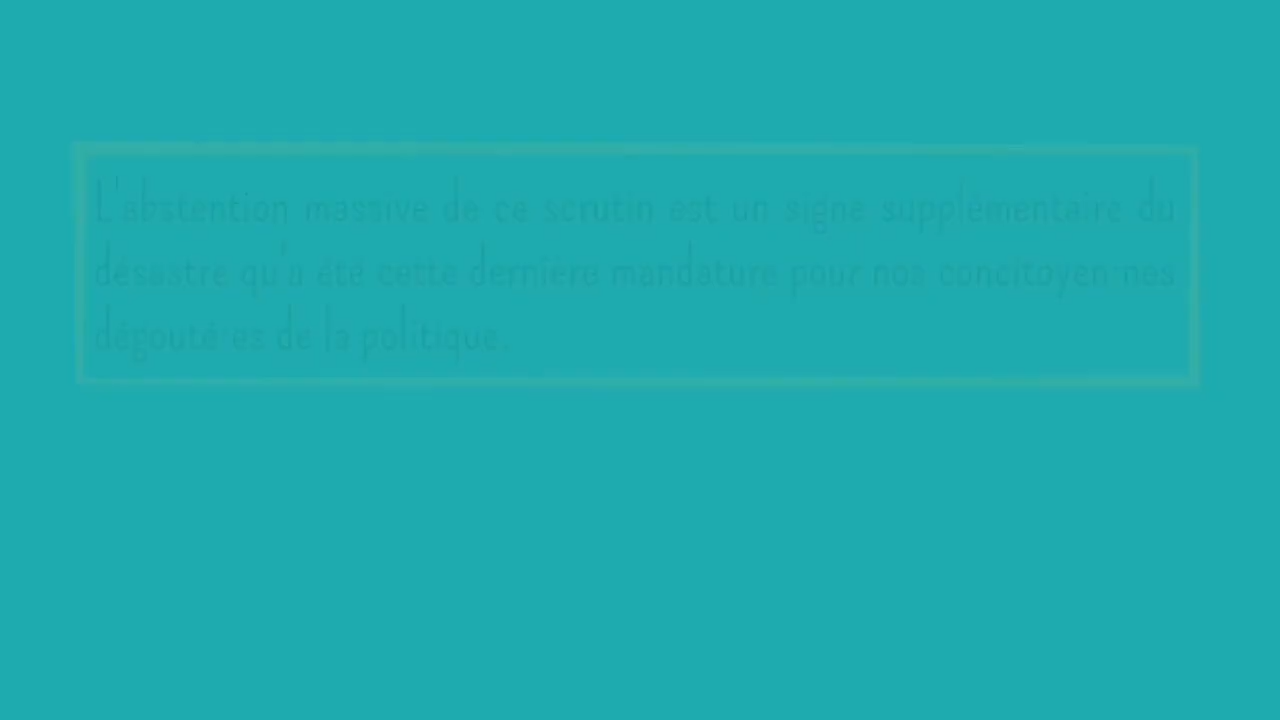 L'abstention massive de ce scrutin est un signe supplémentaire du
désastre qu'a été cette dernière mandature pour nos concitoyen·nes
dégouté·es de la politique.